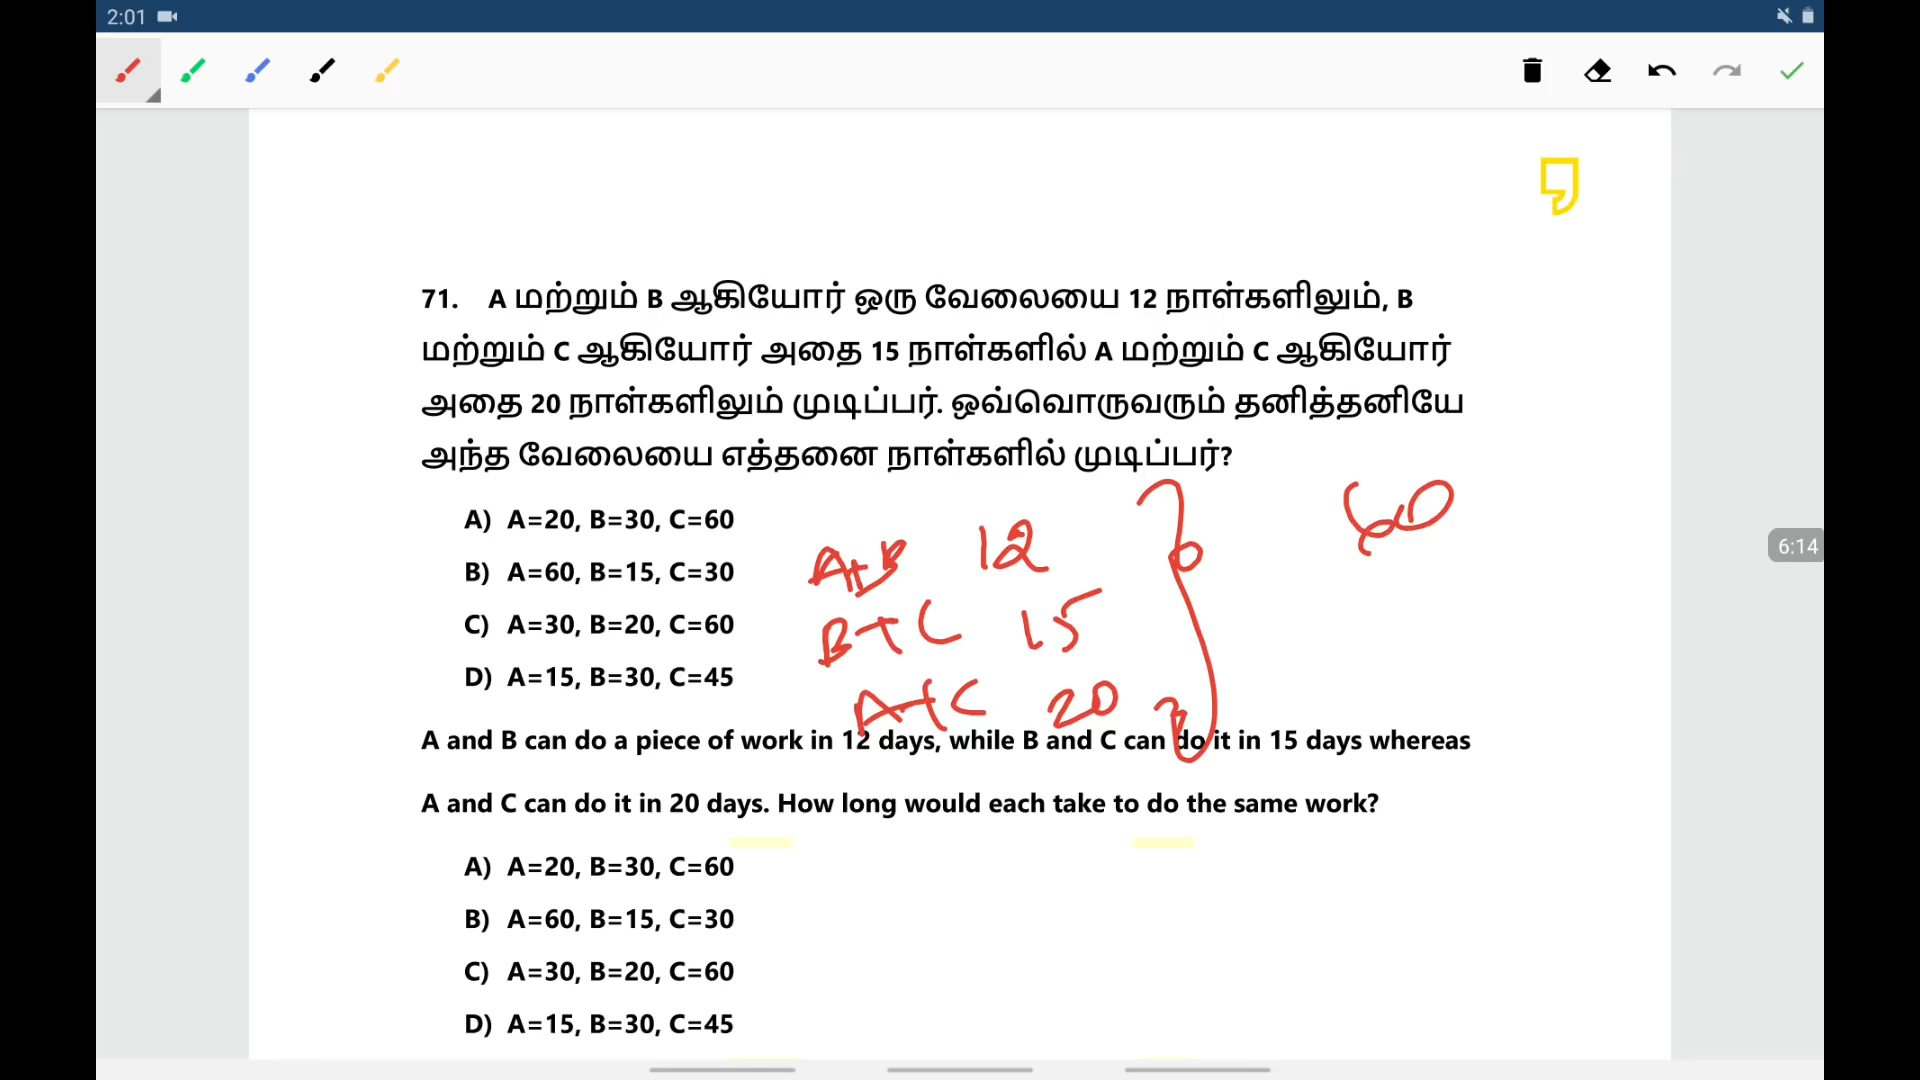 2:01
71. A மற்றும் B ஆகியோர் ஒரு வேலையை 12 நாள்களிலும், B
மற்றும் C ஆகியோர் அதை 15 நாள்களில் A மற்றும் C ஆகியோர்
அதை 20 நாள்களிலும் முடிப்பர். ஒவ்வொருவரும் தனித்தனியே
அந்த வேலையை எத்தனை நாள்களில் முடிப்பர்?
60
A) A=20, B=30, C=60
A+B 12
6:14
B) A=60, B=15, C=30
C) A=30, B=20, C=60
B+C 15
D) A=15, B=30, C=45
A+C 20
A and B can do a piece of work in 12 days, while B and C can do it in 15 days whereas
A and C can do it in 20 days. How long would each take to do the same work?
A) A=20, B=30, C=60
B) A=60, B=15, C=30
C) A=30, B=20, C=60
D) A=15, B=30, C=45